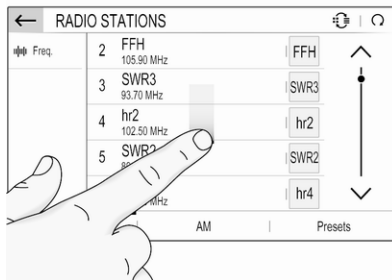 RADIO STATIONS
Freq.
2 FFH FFH
105.90 MHz
3 SWR3 SWR3
93.70 MHz
4 hr2 hr2
102.50 MHz
5 SWR2 SWR2
hr4
MHz
AM Presets